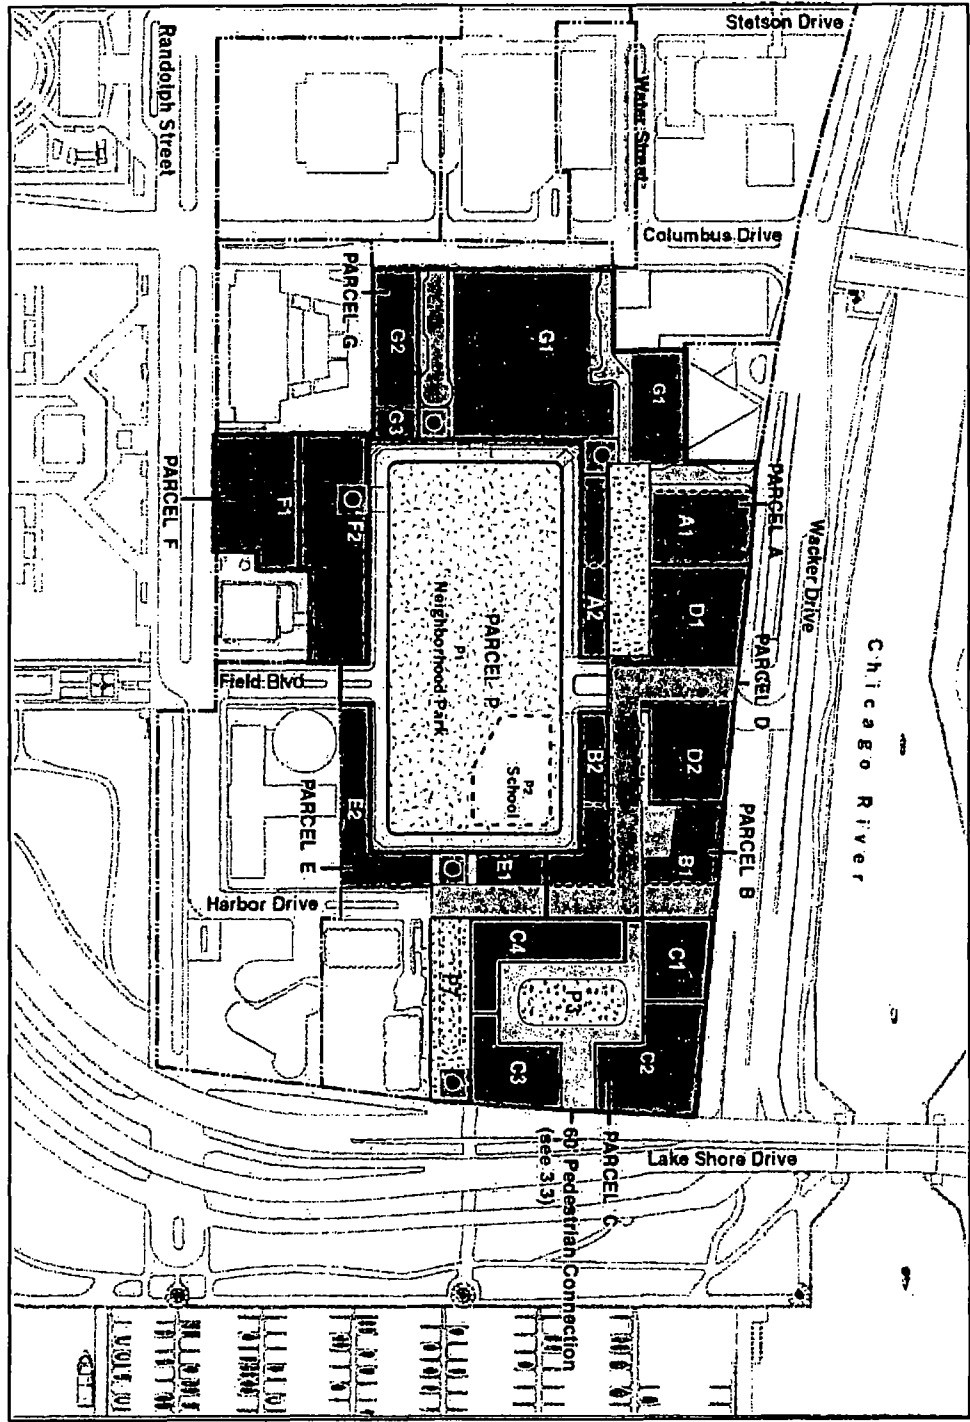 Stetson Drive
Randolph Street
Water Street
Columbus Drive
PARCEL G
G2
G1
G3
G1
PARCEL F
F1
F2
PARCEL A
A1
A2
Wacker Drive
Chicago River
D1
PARCEL D
PARCEL P
P1
Neighborhood Park
P2
School
Field Blvd.
B2
D2
PARCEL B
B1
E2
PARCEL E
E1
Harbor Drive
C4
C1
P3
C3
C2
PARCEL C
60' Pedestrian Connection
(see 3.3)
Lake Shore Drive